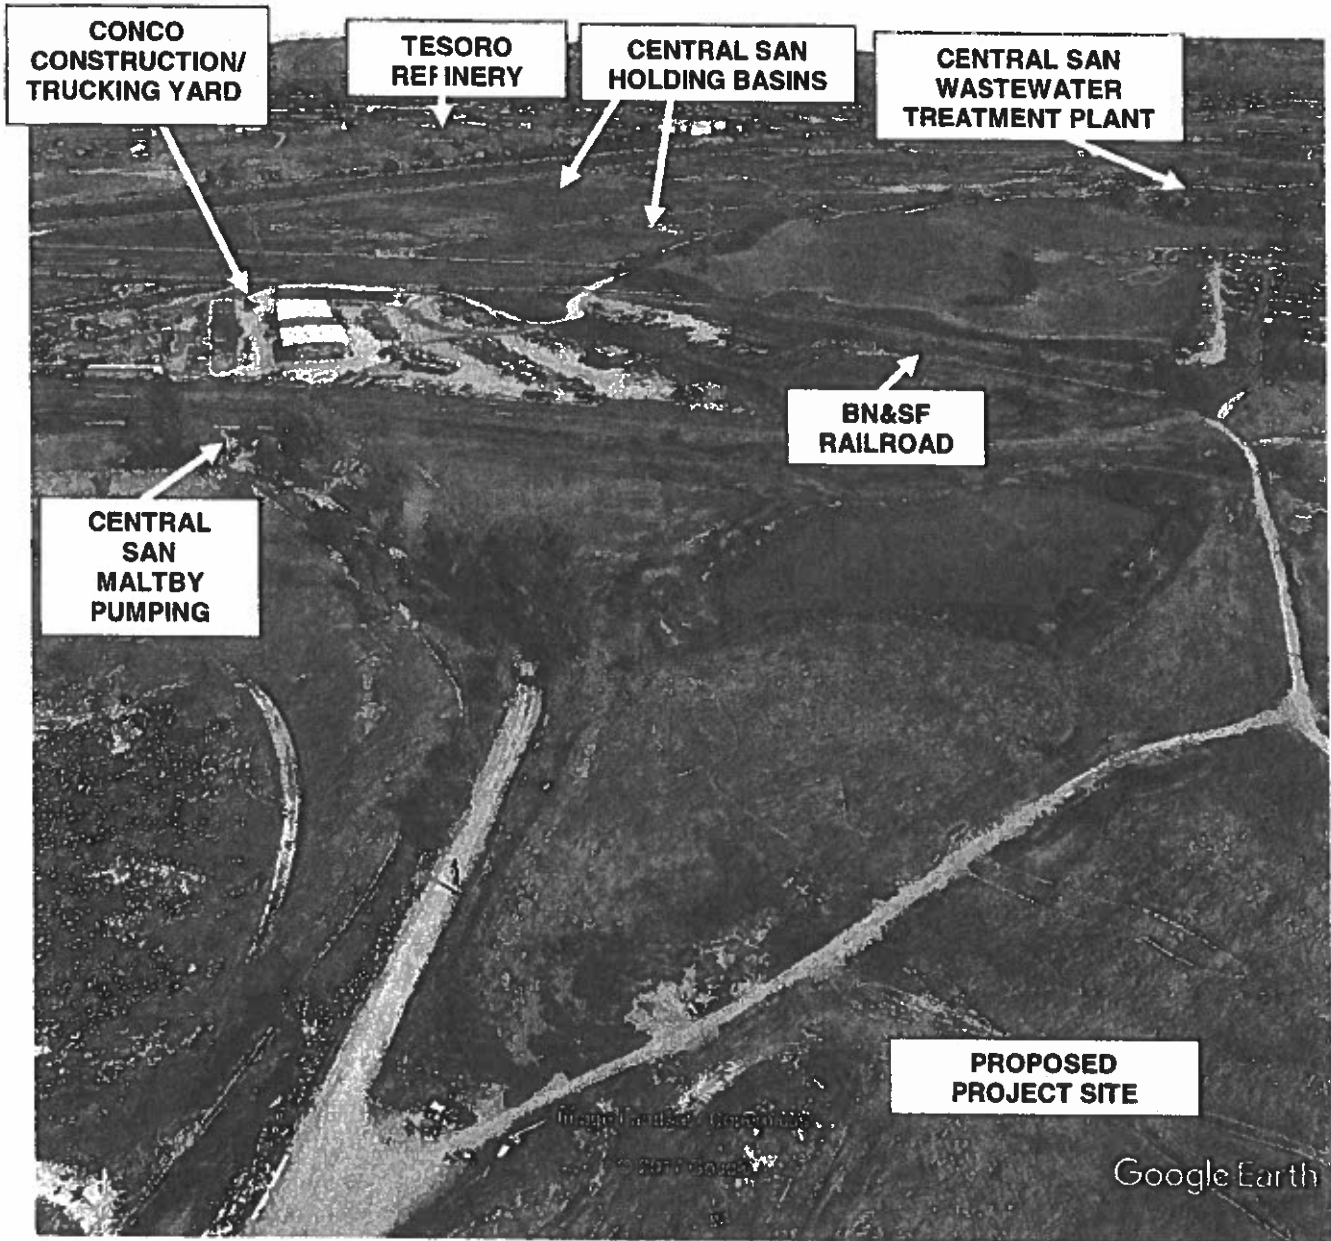 CONCO
CONSTRUCTION/
TRUCKING YARD
TESORO
REFINERY
CENTRAL SAN
HOLDING BASINS
CENTRAL SAN
WASTEWATER
TREATMENT PLANT
BN&SF
RAILROAD
CENTRAL
SAN
MALTBY
PUMPING
PROPOSED
PROJECT SITE
Google Earth